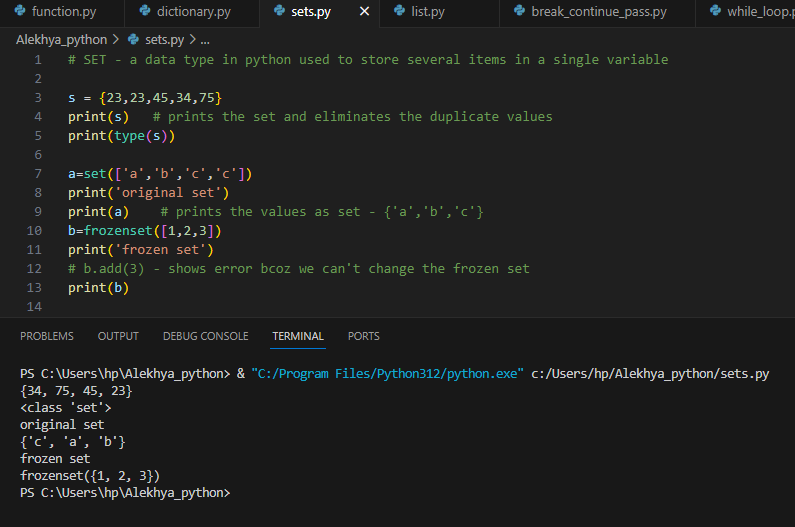 function.py dictionary.py sets.py × list.py break_continue_pass.py while_loop.p
Alekhya_python > sets.py > ...
1 # SET - a data type in python used to store several items in a single variable
2
3 s = {23,23,45,34,75}
4 print(s)   # prints the set and eliminates the duplicate values
5 print(type(s))
6
7 a=set(['a','b','c','c'])
8 print('original set')
9 print(a)    # prints the values as set - {'a','b','c'}
10 b=frozenset([1,2,3])
11 print('frozen set')
12 # b.add(3) - shows error bcoz we can't change the frozen set
13 print(b)
14
PROBLEMS OUTPUT DEBUG CONSOLE TERMINAL PORTS
PS C:\Users\hp\Alekhya_python> & "C:/Program Files/Python312/python.exe" c:/Users/hp/Alekhya_python/sets.py
{34, 75, 45, 23}
<class 'set'>
original set
{'c', 'a', 'b'}
frozen set
frozenset({1, 2, 3})
PS C:\Users\hp\Alekhya_python>